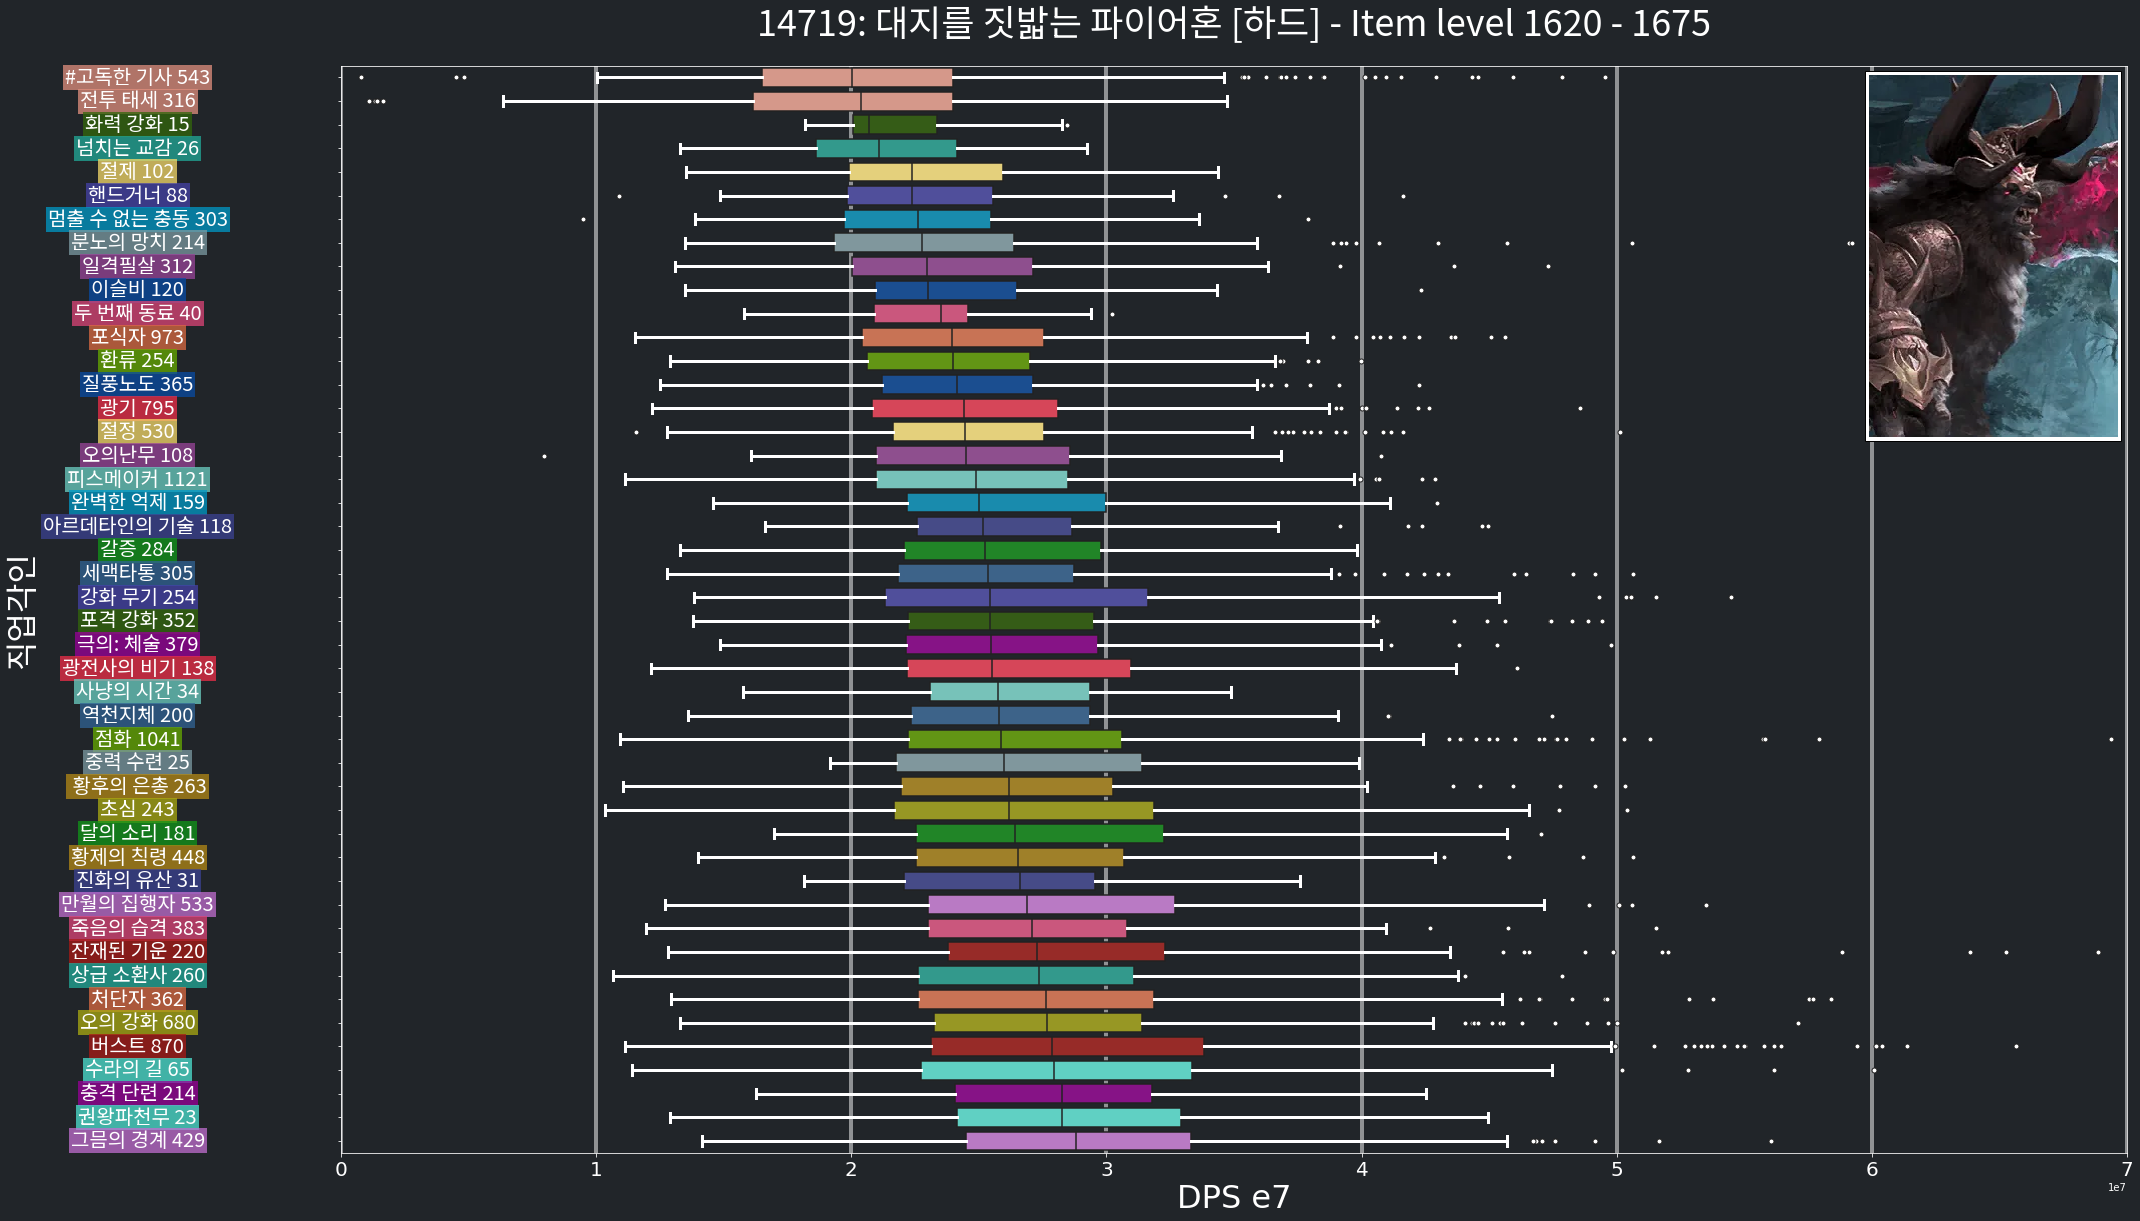 14719: 대지를 짓밟는 파이어혼 [하드] - Item level 1620 - 1675
#고독한 기사 543
전투 태세 316
화력 강화 15
넘치는 교감 26
절제 102
핸드거너 88
멈출 수 없는 충동 303
분노의 망치 214
일격필살 312
이슬비 120
두 번째 동료 40
포식자 973
환류 254
질풍노도 365
광기 795
절정 530
오의난무 108
피스메이커 1121
완벽한 억제 159
아르데타인의 기술 118
갈증 284
세맥타통 305
강화 무기 254
포격 강화 352
극의: 체술 379
광전사의 비기 138
사냥의 시간 34
역천지체 200
점화 1041
중력 수련 25
황후의 은총 263
초심 243
달의 소리 181
황제의 칙령 448
진화의 유산 31
만월의 집행자 533
죽음의 습격 383
잔재된 기운 220
상급 소환사 260
처단자 362
오의 강화 680
버스트 870
수라의 길 65
충격 단련 214
권왕파천무 23
그믐의 경계 429
직업각인
0 1 2 3 4 5 6 7
1e7
DPS e7